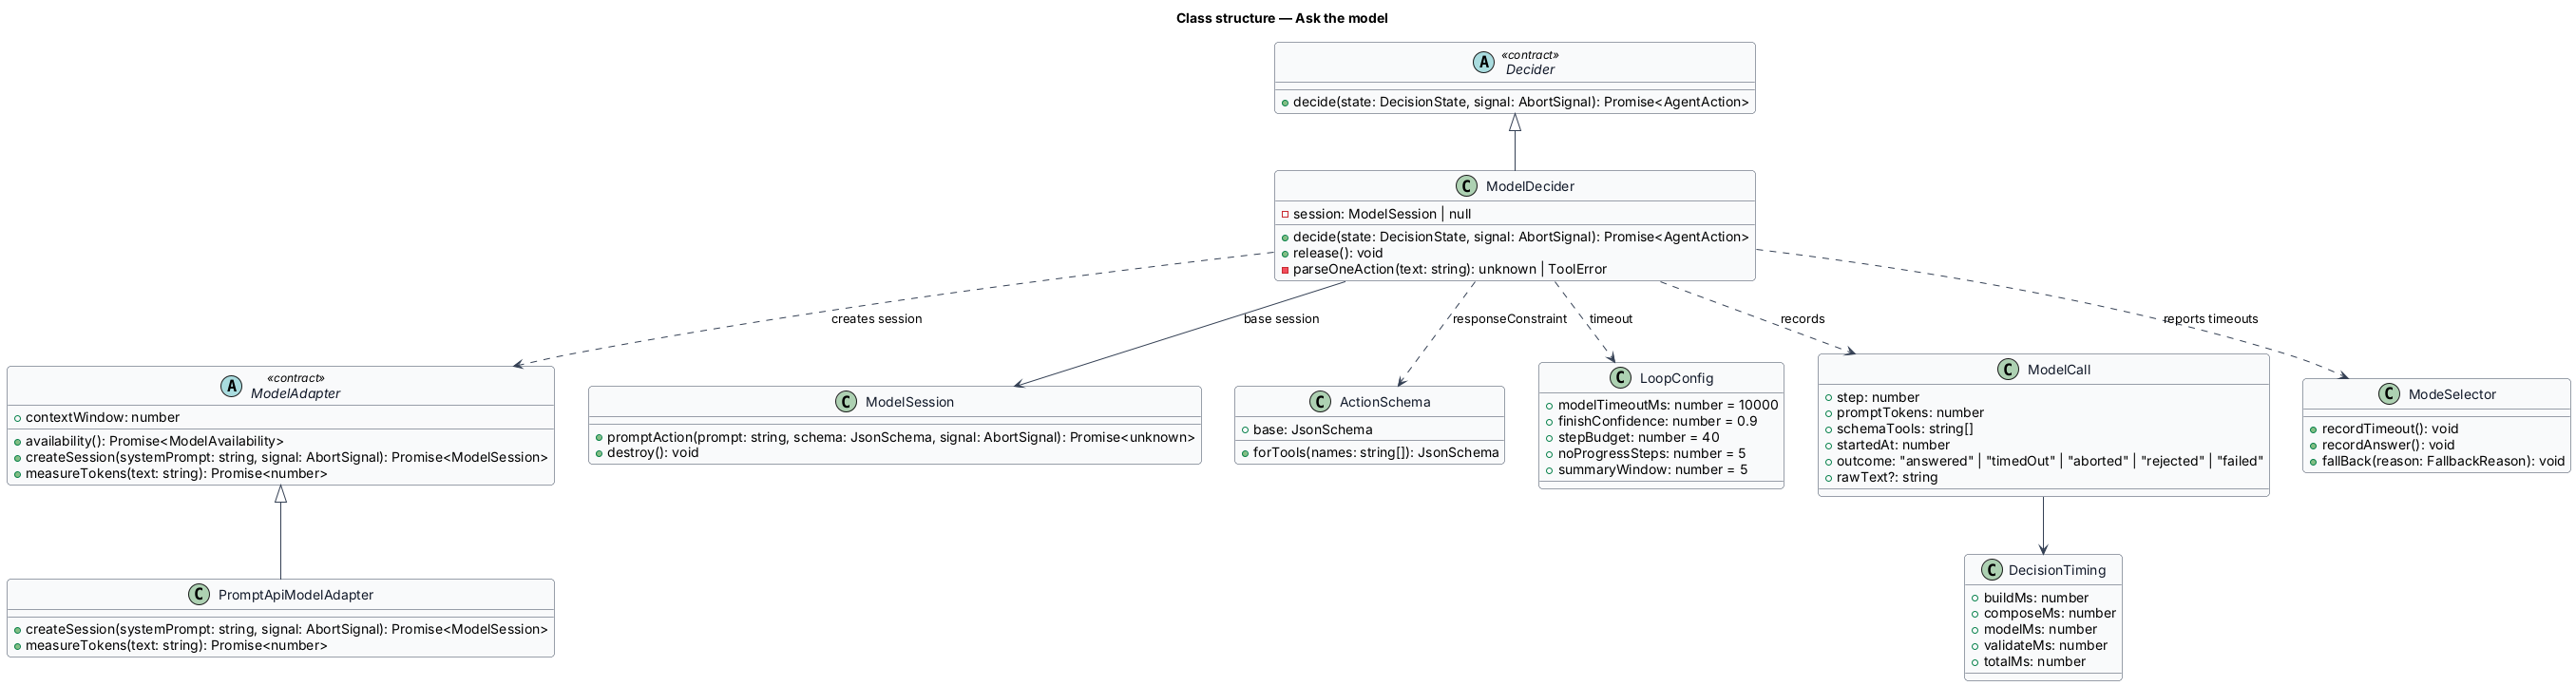 Class structure — Ask the model
A
«contract»
Decider
decide(state: DecisionState, signal: AbortSignal): Promise<AgentAction>
C
ModelDecider
session: ModelSession | null
decide(state: DecisionState, signal: AbortSignal): Promise<AgentAction>
release(): void
parseOneAction(text: string): unknown | ToolError
creates session
base session
responseConstraint
timeout
records
reports timeouts
A
«contract»
ModelAdapter
contextWindow: number
availability(): Promise<ModelAvailability>
createSession(systemPrompt: string, signal: AbortSignal): Promise<ModelSession>
measureTokens(text: string): Promise<number>
C
ModelSession
promptAction(prompt: string, schema: JsonSchema, signal: AbortSignal): Promise<unknown>
destroy(): void
C
ActionSchema
base: JsonSchema
forTools(names: string[]): JsonSchema
C
LoopConfig
modelTimeoutMs: number = 10000
finishConfidence: number = 0.9
stepBudget: number = 40
noProgressSteps: number = 5
summaryWindow: number = 5
C
ModelCall
step: number
promptTokens: number
schemaTools: string[]
startedAt: number
outcome: "answered" | "timedOut" | "aborted" | "rejected" | "failed"
rawText?: string
C
ModeSelector
recordTimeout(): void
recordAnswer(): void
fallBack(reason: FallbackReason): void
C
PromptApiModelAdapter
createSession(systemPrompt: string, signal: AbortSignal): Promise<ModelSession>
measureTokens(text: string): Promise<number>
C
DecisionTiming
buildMs: number
composeMs: number
modelMs: number
validateMs: number
totalMs: number